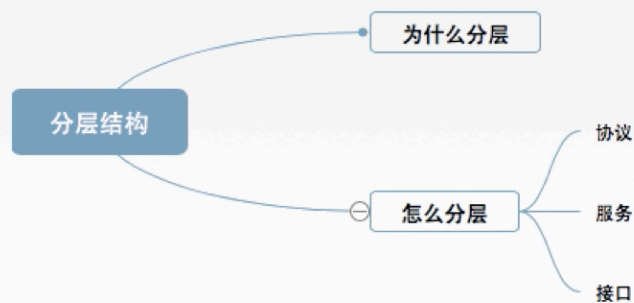 为什么分层
分层结构
协议
怎么分层
服务
接口